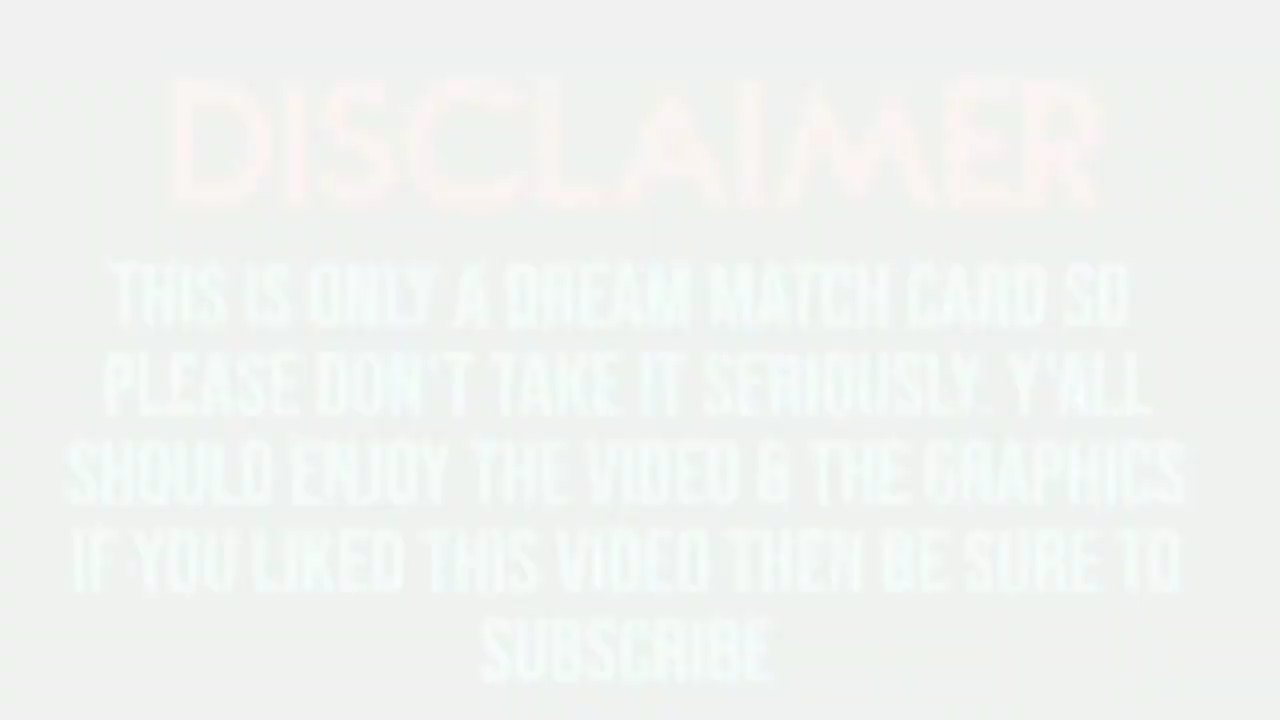 DISCLAIMER
THIS IS ONLY A DREAM MATCH CARD SO
PLEASE DON'T TAKE IT SERIOUSLY. Y'ALL
SHOULD ENJOY THE VIDEO & THE GRAPHICS
IF YOU LIKED THIS VIDEO THEN BE SURE TO
SUBSCRIBE